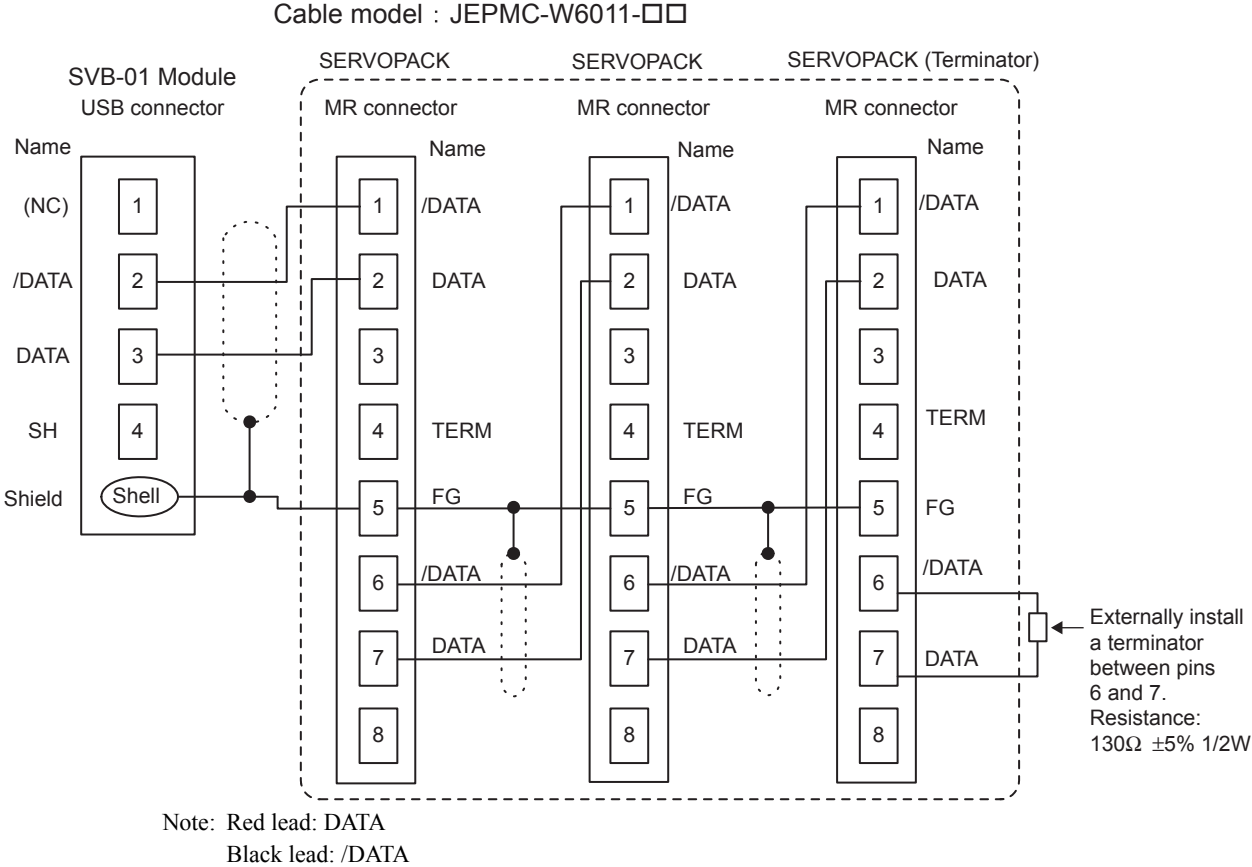 Cable model : JEPMC-W6011-□□
SERVOPACK
SERVOPACK
SERVOPACK (Terminator)
SVB-01 Module
USB connector
MR connector
MR connector
MR connector
Name
Name
Name
Name
(NC)
1
1
/DATA
1
/DATA
1
/DATA
/DATA
2
2
DATA
2
DATA
2
DATA
DATA
3
3
3
3
SH
4
4
TERM
4
TERM
4
TERM
Shield
Shell
5
FG
5
FG
5
FG
6
/DATA
6
/DATA
6
/DATA
7
DATA
7
DATA
7
DATA
8
8
8
Externally install
a terminator
between pins
6 and 7.
Resistance:
130Ω ±5% 1/2W
Note: Red lead: DATA
Black lead: /DATA